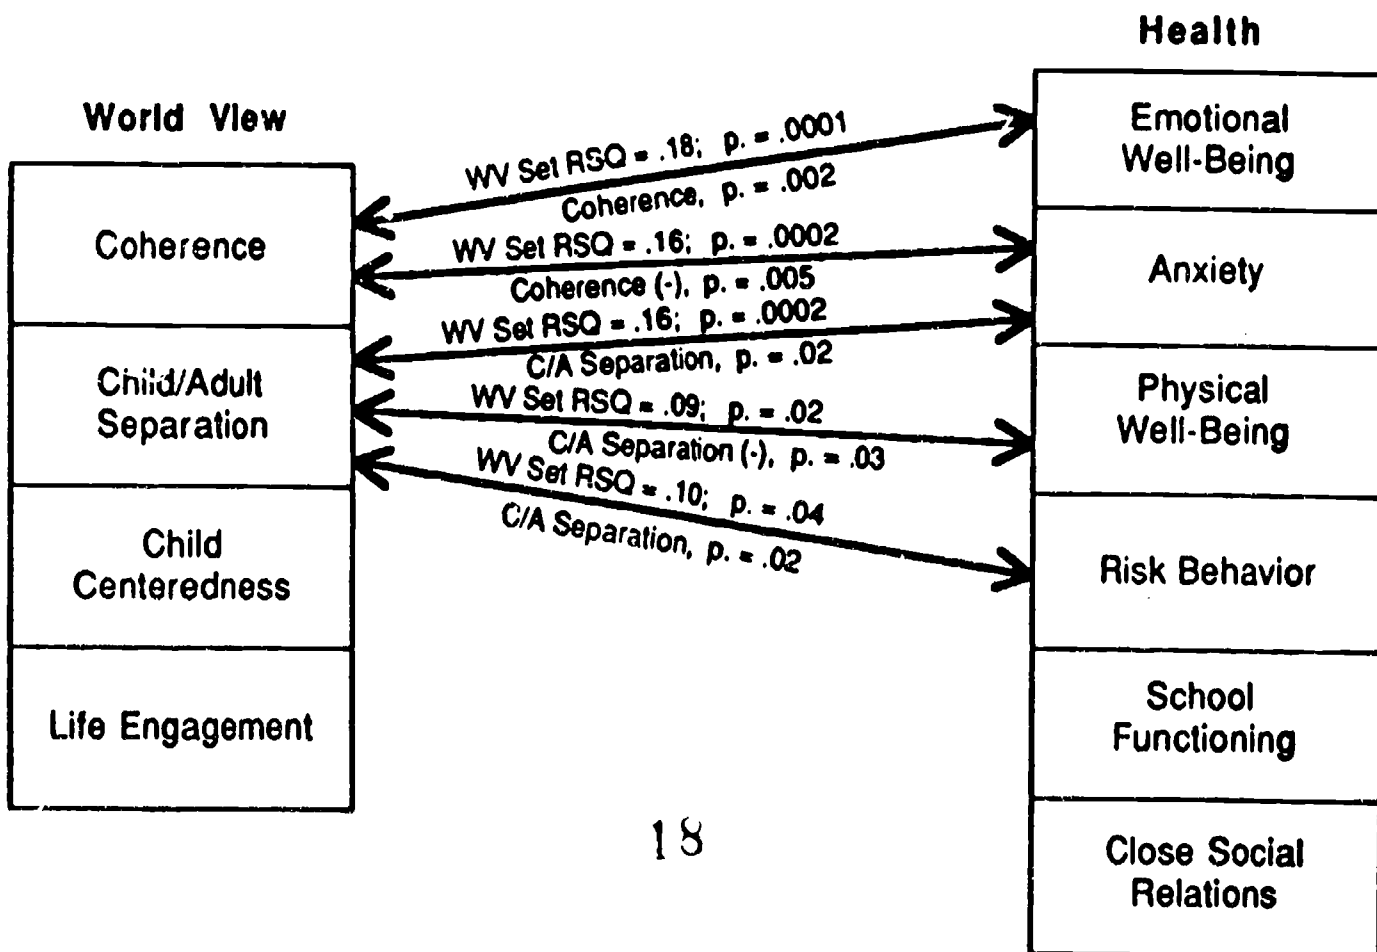 Health
World View
Emotional
Well-Being
WV Set RSQ = .18; p. = .0001
Coherence, p. = .002
Coherence
WV Set RSQ = .16; p. = .0002
Coherence (-), p. = .005
Anxiety
WV Set RSQ = .16; p. = .0002
C/A Separation, p. = .02
Child/Adult
Separation
WV Set RSQ = .09; p. = .02
C/A Separation (-), p. = .03
Physical
Well-Being
WV Set RSQ = .10; p. = .04
C/A Separation, p. = .02
Child
Centeredness
Risk Behavior
Life Engagement
School
Functioning
18
Close Social
Relations